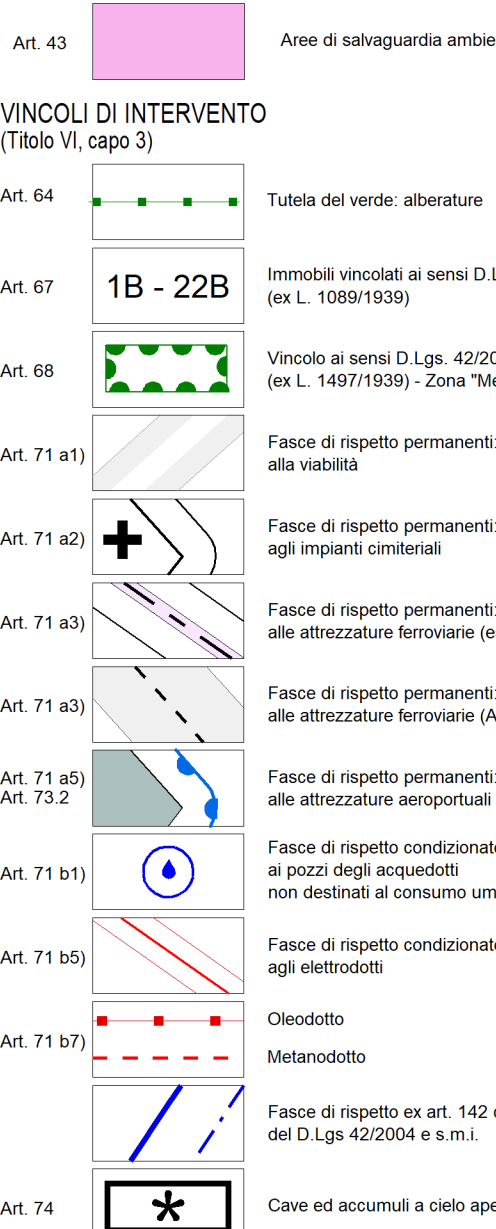 Art. 43
Aree di salvaguardia ambie
VINCOLI DI INTERVENTO
(Titolo VI, capo 3)
Art. 64
Tutela del verde: alberature
Art. 67
1B - 22B
Immobili vincolati ai sensi D.L
(ex L. 1089/1939)
Art. 68
Vincolo ai sensi D.Lgs. 42/20
(ex L. 1497/1939) - Zona "Me
Art. 71 a1)
Fasce di rispetto permanenti:
alla viabilità
Art. 71 a2)
Fasce di rispetto permanenti:
agli impianti cimiteriali
Art. 71 a3)
Fasce di rispetto permanenti:
alle attrezzature ferroviarie (e
Art. 71 a3)
Fasce di rispetto permanenti:
alle attrezzature ferroviarie (A
Art. 71 a5)
Art. 73.2
Fasce di rispetto permanenti:
alle attrezzature aeroportuali
Art. 71 b1)
Fasce di rispetto condizionate
ai pozzi degli acquedotti
non destinati al consumo um
Art. 71 b5)
Fasce di rispetto condizionate
agli elettrodotti
Art. 71 b7)
Oleodotto
Metanodotto
Fasce di rispetto ex art. 142 c
del D.Lgs 42/2004 e s.m.i.
Art. 74
*
Cave ed accumuli a cielo ape